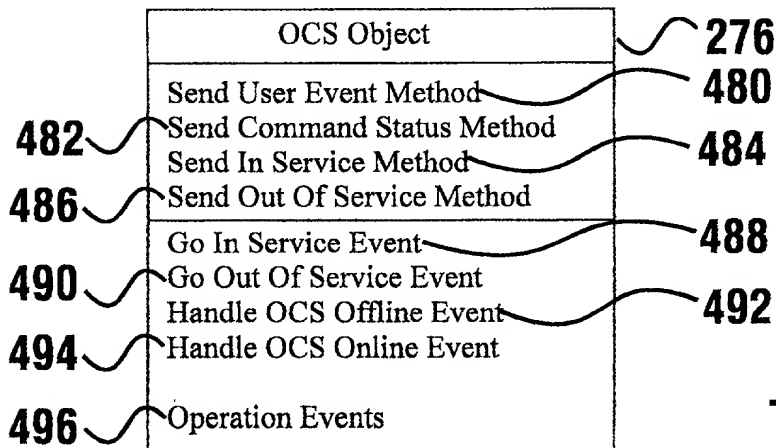 OCS Object 276
Send User Event Method 480
482 Send Command Status Method
Send In Service Method 484
486 Send Out Of Service Method
Go In Service Event 488
490 Go Out Of Service Event
Handle OCS Offline Event 492
494 Handle OCS Online Event
496 Operation Events